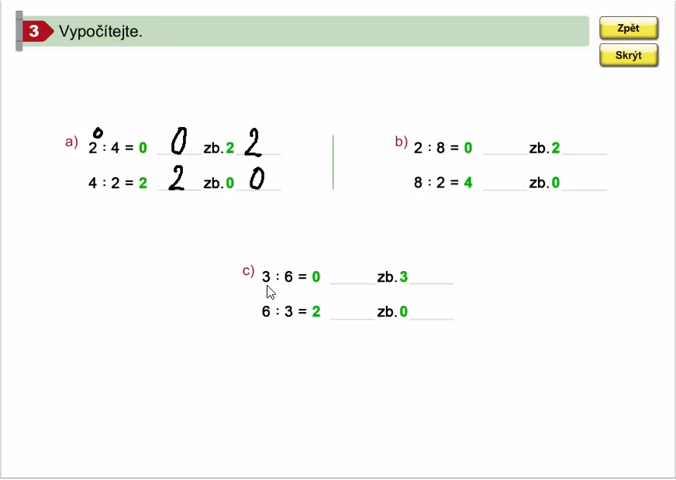 3 Vypočítejte.
Zpět
Skrýt
a) 2 : 4 = 0 0 zb. 2 2
0
4 : 2 = 2 2 zb. 0 0
b) 2 : 8 = 0 zb. 2
8 : 2 = 4 zb. 0
c) 3 : 6 = 0 zb. 3
6 : 3 = 2 zb. 0